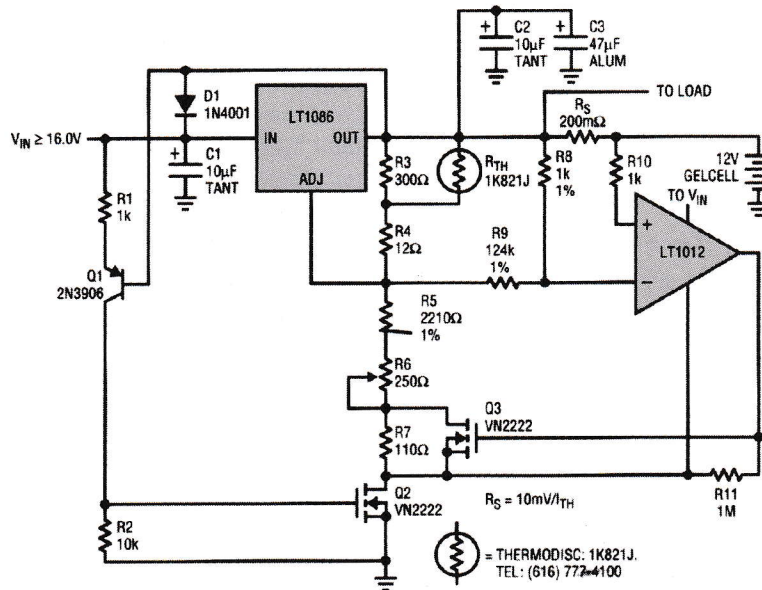 C2
10µF
TANT
C3
47µF
ALUM
D1
1N4001
LT1086
IN
OUT
ADJ
TO LOAD
RS
200mΩ
VIN ≥ 16.0V
C1
10µF
TANT
R3
300Ω
RTH
1K821J
R8
1k
1%
R10
1k
12V
GELCELL
TO VIN
R1
1k
R4
12Ω
R9
124k
1%
+
LT1012
−
Q1
2N3906
R5
2210Ω
1%
R6
250Ω
Q3
VN2222
R7
110Ω
Q2
VN2222
RS = 10mV/ITH
R11
1M
R2
10k
= THERMODISC: 1K821J.
TEL: (616) 777-4100